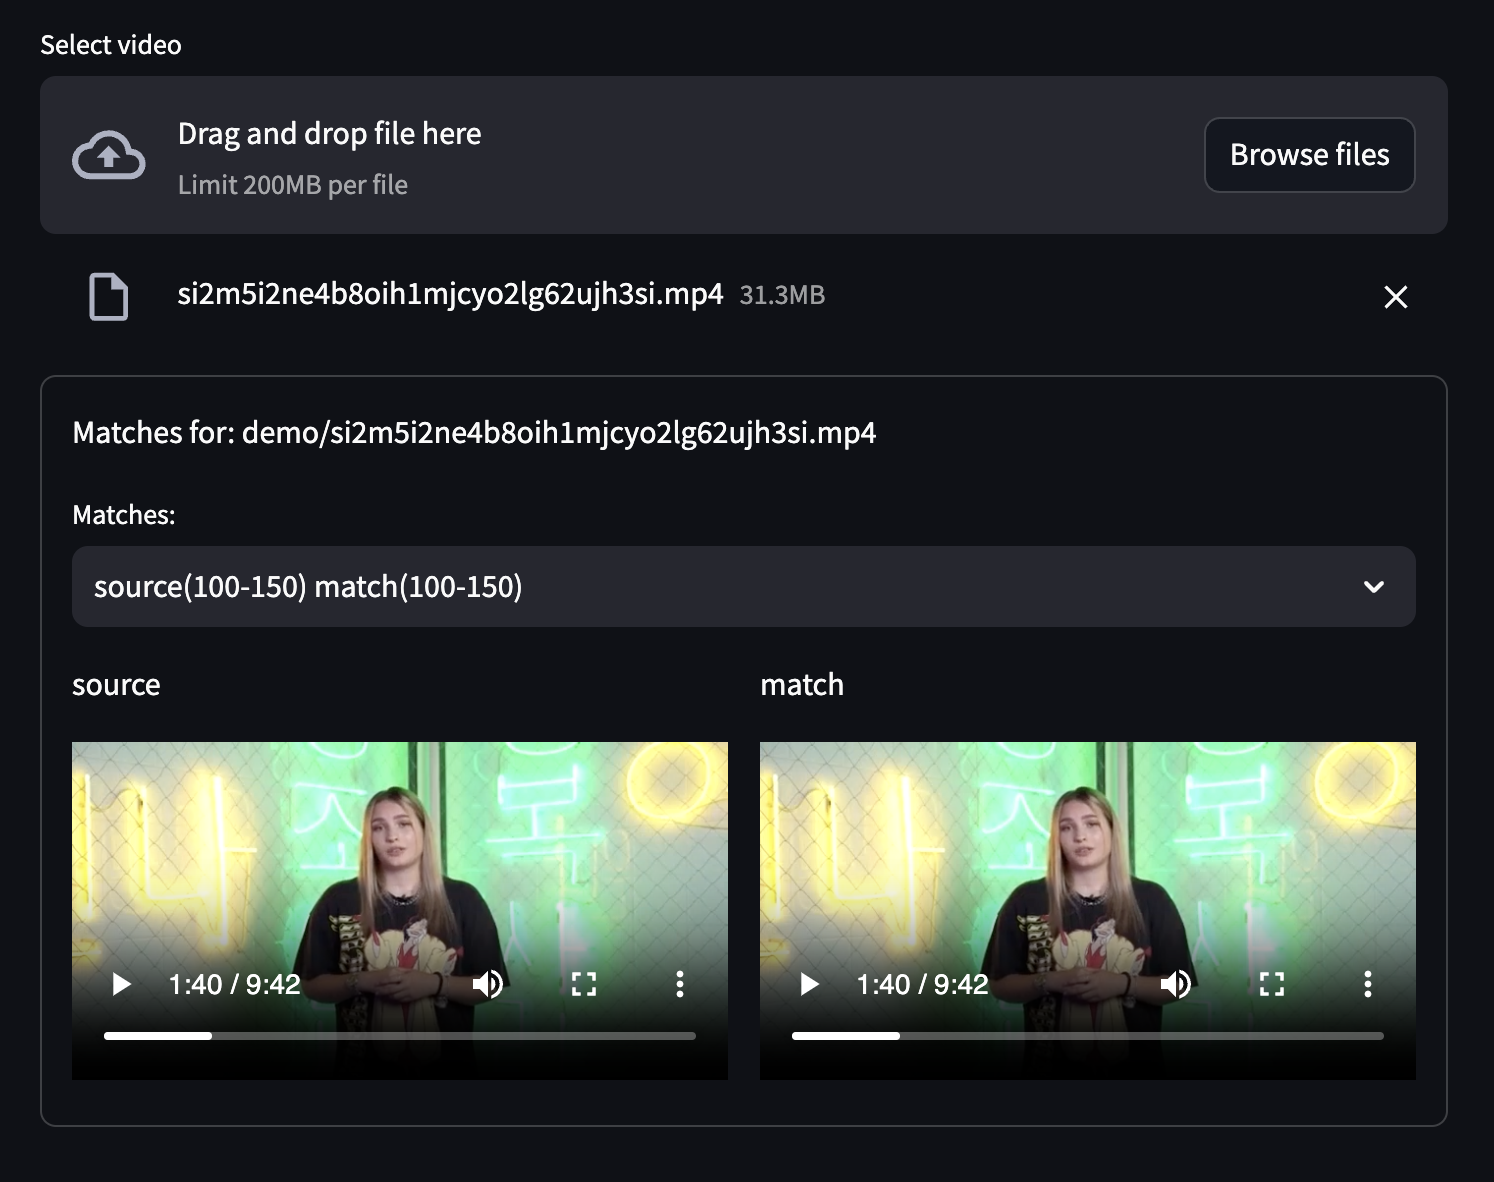 Select video
Drag and drop file here
Limit 200MB per file
Browse files
si2m5i2ne4b8oih1mjcyo2lg62ujh3si.mp4 31.3MB
Matches for: demo/si2m5i2ne4b8oih1mjcyo2lg62ujh3si.mp4
Matches:
source(100-150) match(100-150)
source
match
1:40 / 9:42
1:40 / 9:42